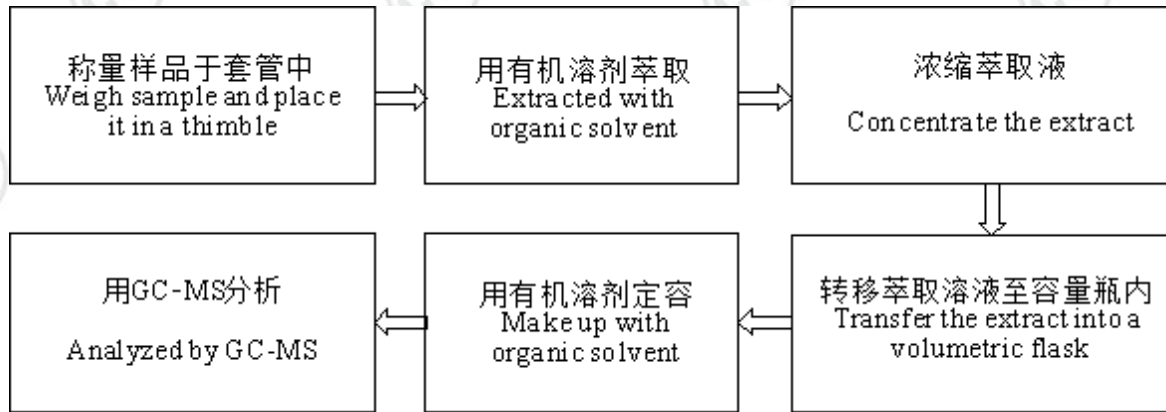 称量样品于套管中
Weigh sample and place
it in a thimble
用有机溶剂萃取
Extracted with
organic solvent
浓缩萃取液
Concentrate the extract
转移萃取溶液至容量瓶内
Transfer the extract into a
volumetric flask
用有机溶剂定容
Make up with
organic solvent
用GC-MS分析
Analyzed by GC-MS